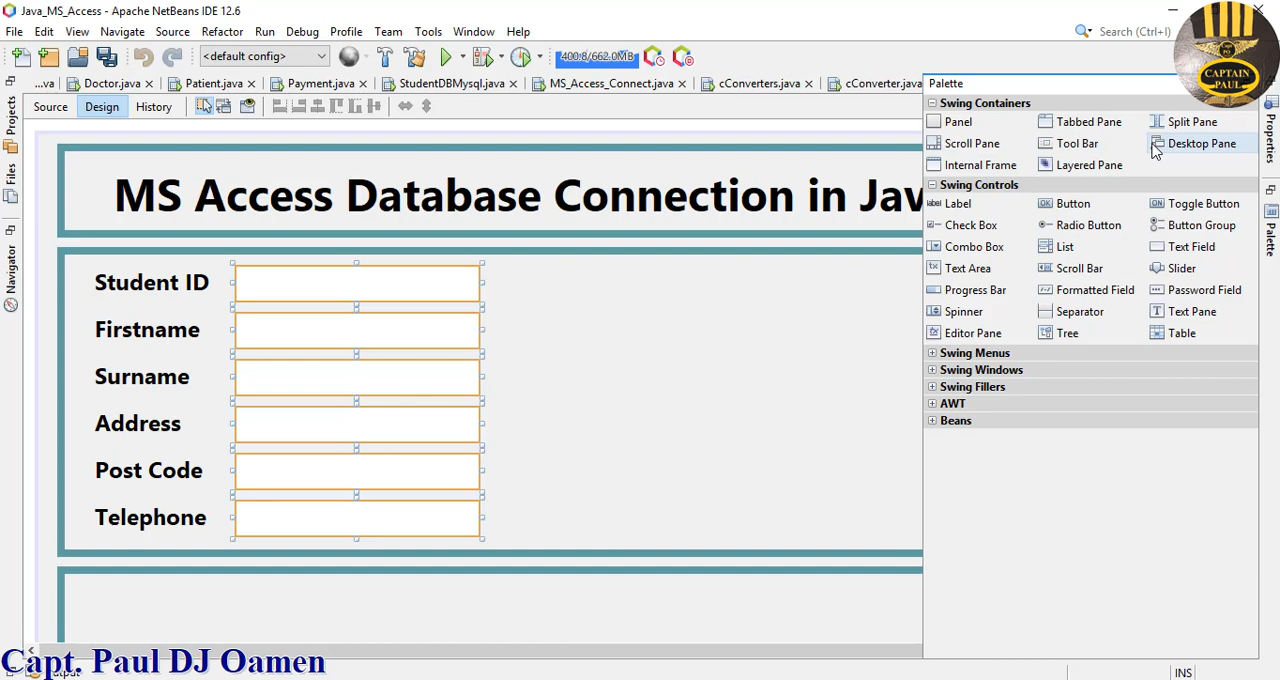 Java_MS_Access - Apache NetBeans IDE 12.6
File Edit View Navigate Source Refactor Run Debug Profile Team Tools Window Help
Search (Ctrl+I)
<default config>
400.8/662.0MB
CAPTAIN
PAUL
...va Doctor.java Patient.java Payment.java StudentDBMysql.java MS_Access_Connect.java cConverters.java cConverter.java
Source Design History
Projects
Files
Navigator
MS Access Database Connection in Jav
Student ID
Firstname
Surname
Address
Post Code
Telephone
Palette
Swing Containers
Panel Tabbed Pane Split Pane
Scroll Pane Tool Bar Desktop Pane
Internal Frame Layered Pane
Swing Controls
label Label OK Button ON Toggle Button
Check Box Radio Button Button Group
Combo Box List Text Field
Text Area Scroll Bar Slider
Progress Bar Formatted Field Password Field
Spinner Separator Text Pane
Editor Pane Tree Table
Swing Menus
Swing Windows
Swing Fillers
AWT
Beans
Properties
Palette
Capt. Paul DJ Oamen
INS